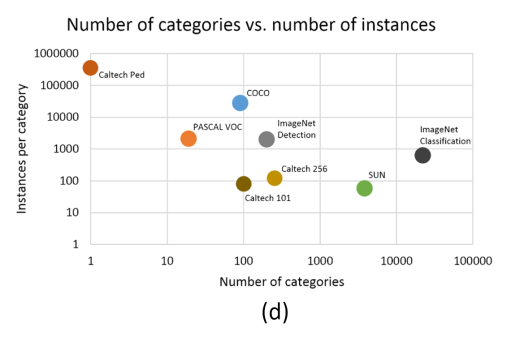 Number of categories vs. number of instances
1000000
100000
10000
1000
100
10
1
Instances per category
Caltech Ped
COCO
PASCAL VOC
ImageNet
Detection
ImageNet
Classification
Caltech 256
Caltech 101
SUN
1
10
100
1000
10000
100000
Number of categories
(d)